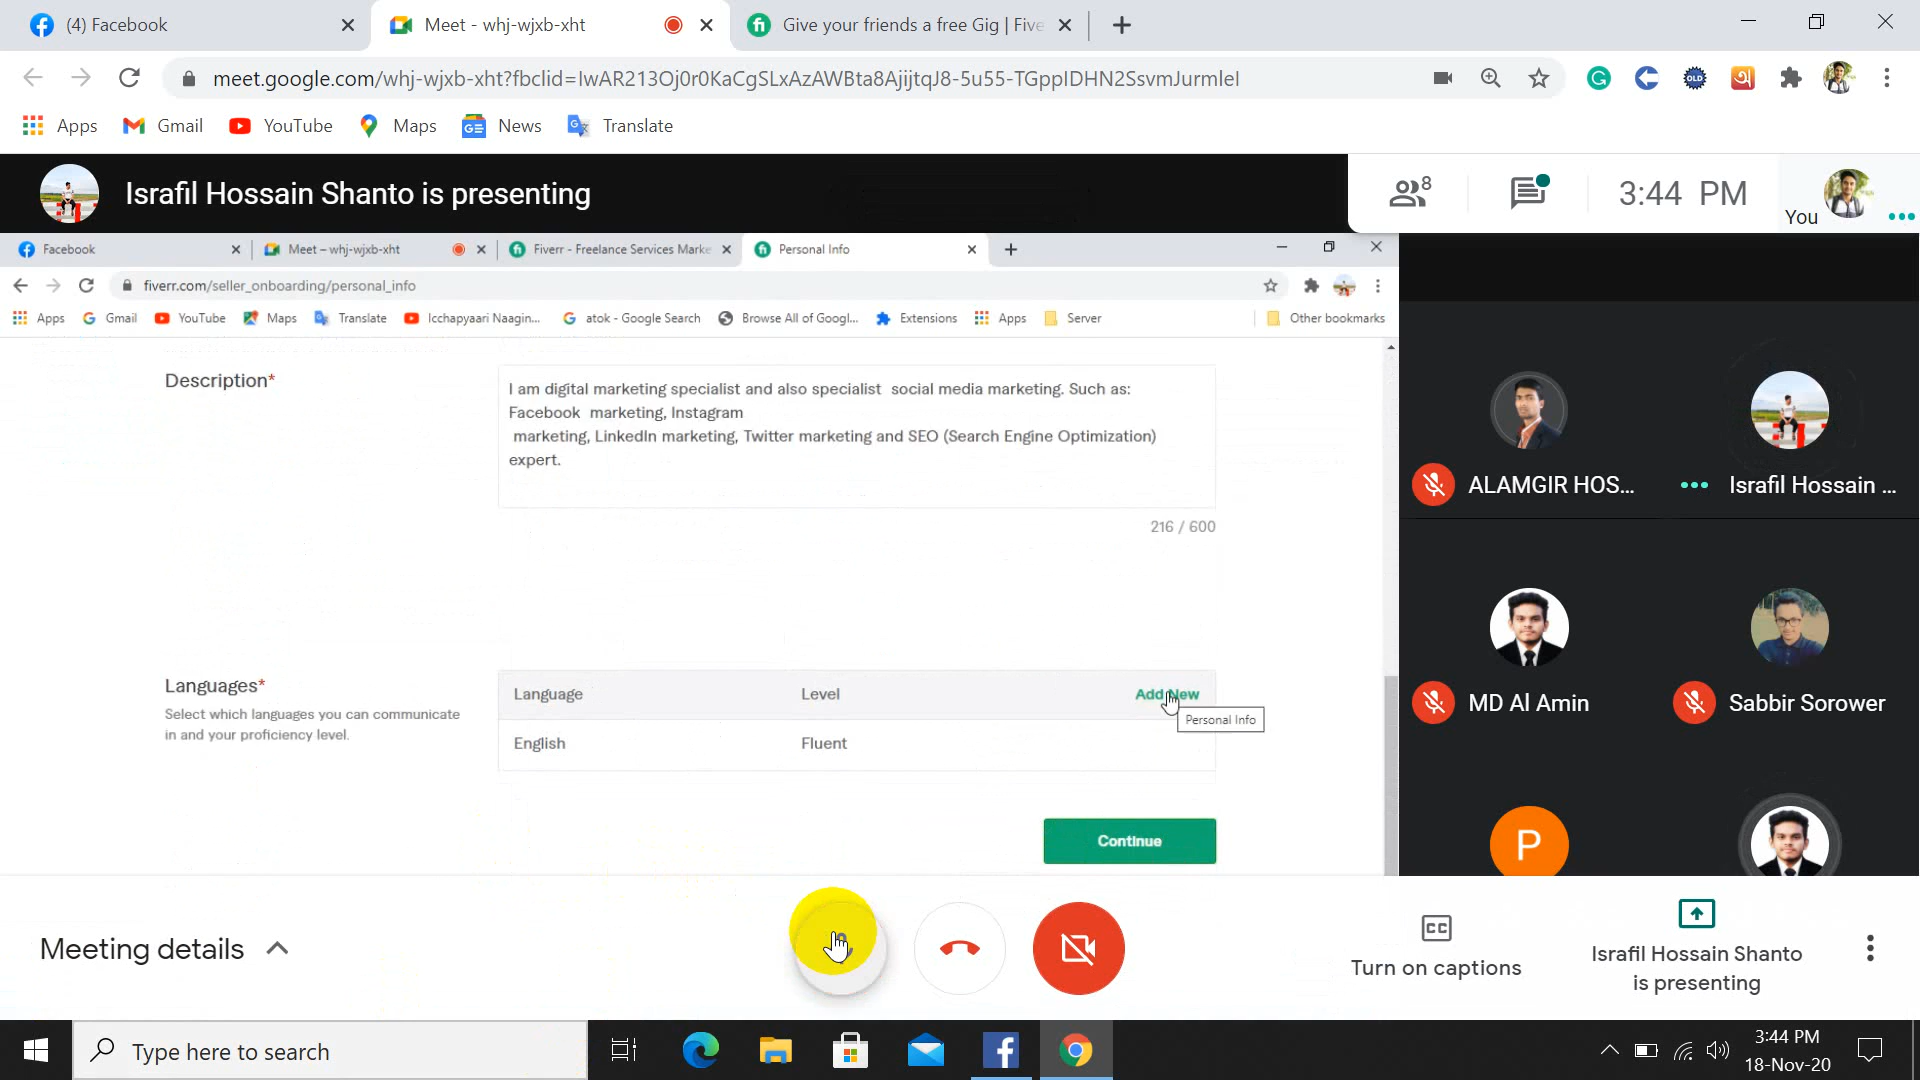 (4) Facebook
Meet - whj-wjxb-xht
Give your friends a free Gig | Five
meet.google.com/whj-wjxb-xht?fbclid=IwAR213Oj0r0KaCgSLxAzAWBta8AjijtqJ8-5u55-TGppIDHN2SsvmJurmleI
OLD
অ
Apps
Gmail
YouTube
Maps
News
Translate
Israfil Hossain Shanto is presenting
8
3:44 PM
You
Facebook
Meet – whj-wjxb-xht
Fiverr - Freelance Services Marke
Personal Info
fiverr.com/seller_onboarding/personal_info
Apps
Gmail
YouTube
Maps
Translate
Icchapyaari Naagin...
atok - Google Search
Browse All of Googl...
Extensions
Apps
Server
Other bookmarks
Description*
I am digital marketing specialist and also specialist  social media marketing. Such as:
Facebook  marketing, Instagram
marketing, LinkedIn marketing, Twitter marketing and SEO (Search Engine Optimization)
expert.
216 / 600
Languages*
Select which languages you can communicate
in and your proficiency level.
Language
Level
Add New
Personal Info
English
Fluent
Continue
ALAMGIR HOS...
Israfil Hossain ...
MD Al Amin
Sabbir Sorower
P
Meeting details
CC
Turn on captions
Israfil Hossain Shanto
is presenting
Type here to search
3:44 PM
18-Nov-20